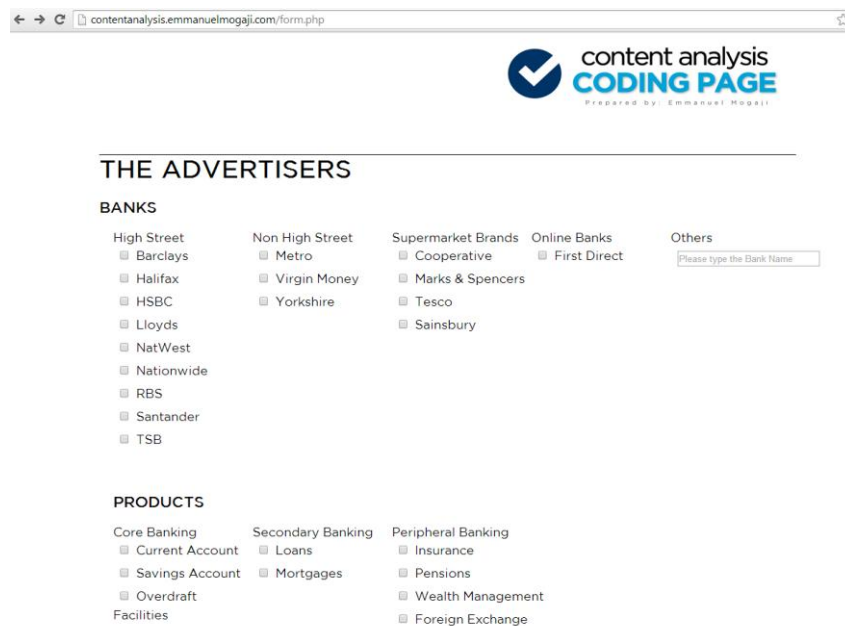 contentanalysis.emmanuelmogaji.com/form.php
content analysis
CODING PAGE
Prepared by: Emmanuel Mogaji
THE ADVERTISERS
BANKS
High Street Non High Street Supermarket Brands Online Banks Others
Barclays Metro Cooperative First Direct Please type the Bank Name
Halifax Virgin Money Marks & Spencers
HSBC Yorkshire Tesco
Lloyds Sainsbury
NatWest
Nationwide
RBS
Santander
TSB
PRODUCTS
Core Banking Secondary Banking Peripheral Banking
Current Account Loans Insurance
Savings Account Mortgages Pensions
Overdraft Wealth Management
Facilities Foreign Exchange